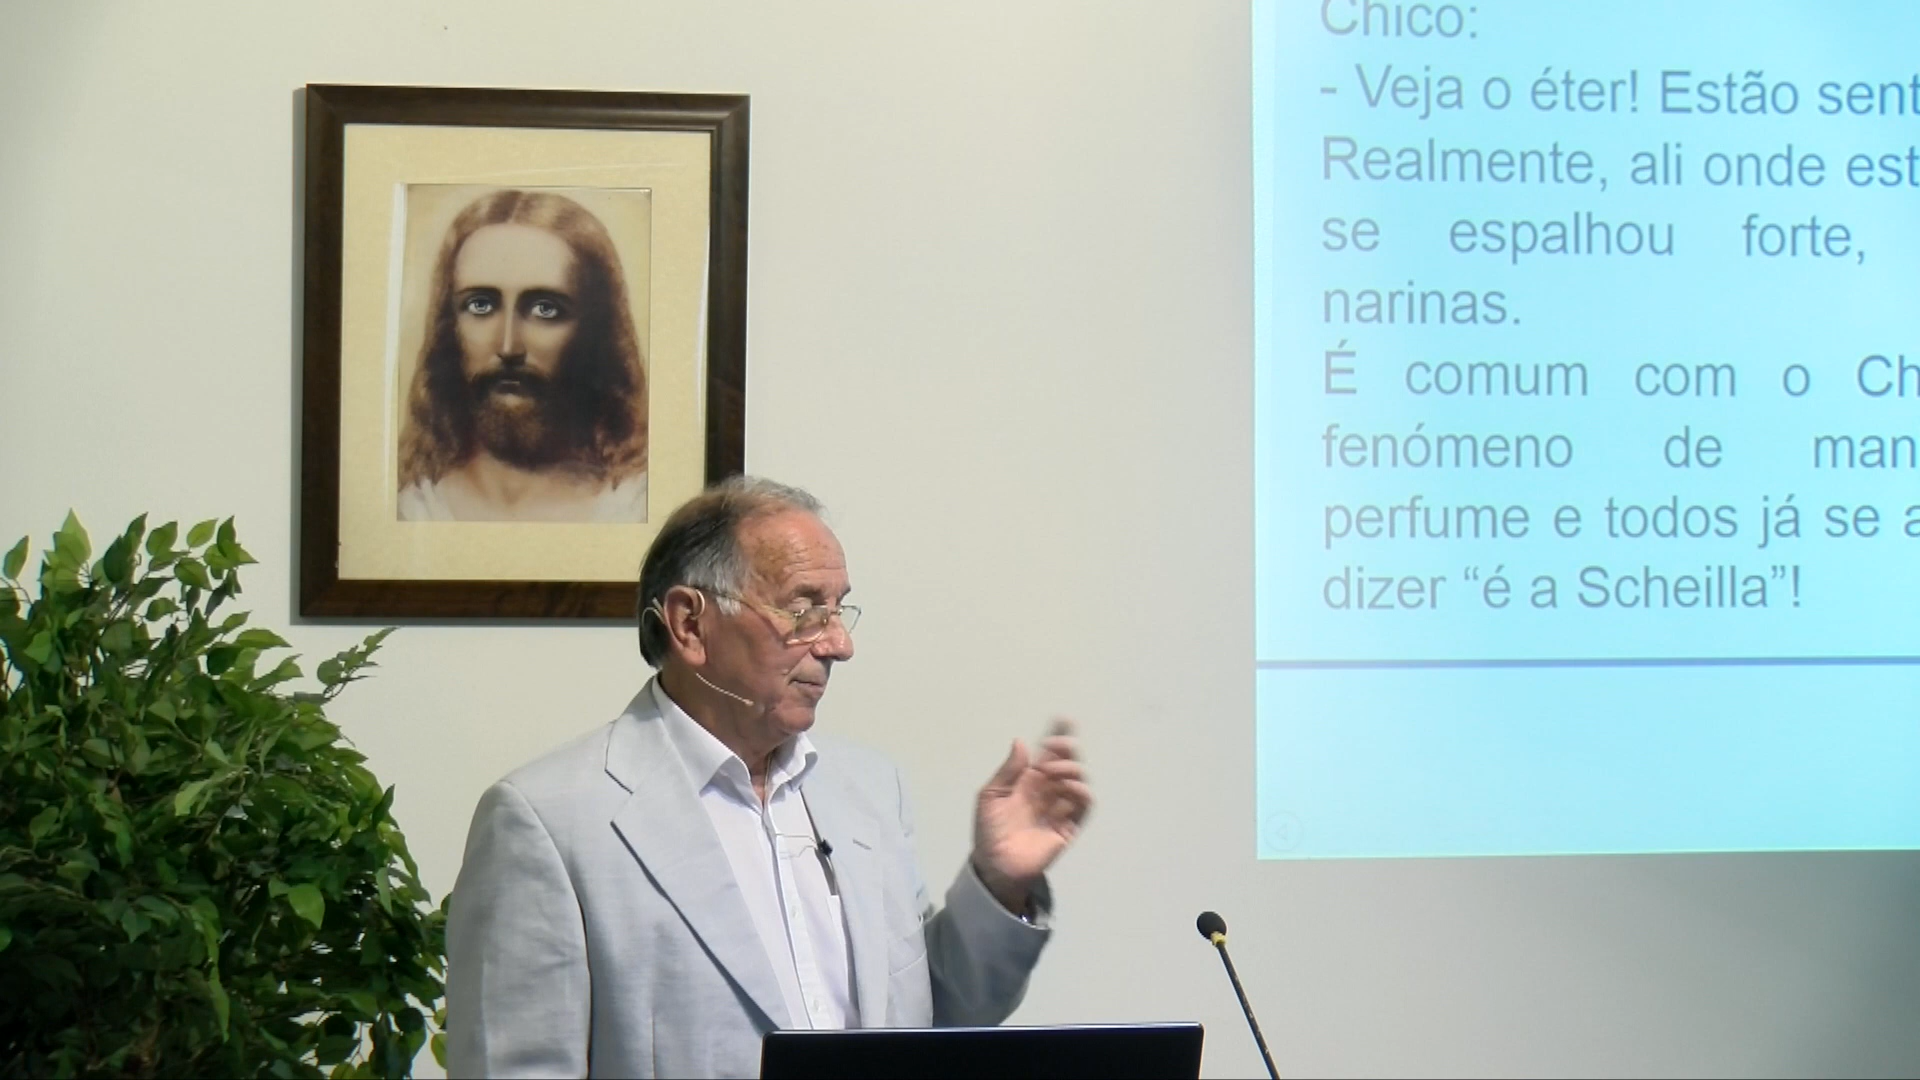 Chico:
- Veja o éter! Estão sent
Realmente, ali onde est
se espalhou forte,
narinas.
É comum com o Ch
fenómeno de man
perfume e todos já se a
dizer “é a Scheilla”!